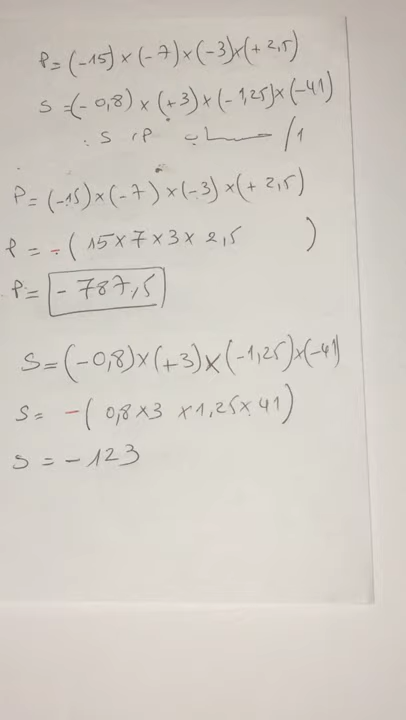 P=(-15)×(-7)×(-3)×(+2,5)
S=(-0,8)×(+3)×(-1,25)×(-41)
1/ حساب P، S :
P=(-15)×(-7)×(-3)×(+2,5)
P= -(15×7×3×2,5)
P= -787,5
S=(-0,8)×(+3)×(-1,25)×(-41)
S= -(0,8×3×1,25×41)
S=-123